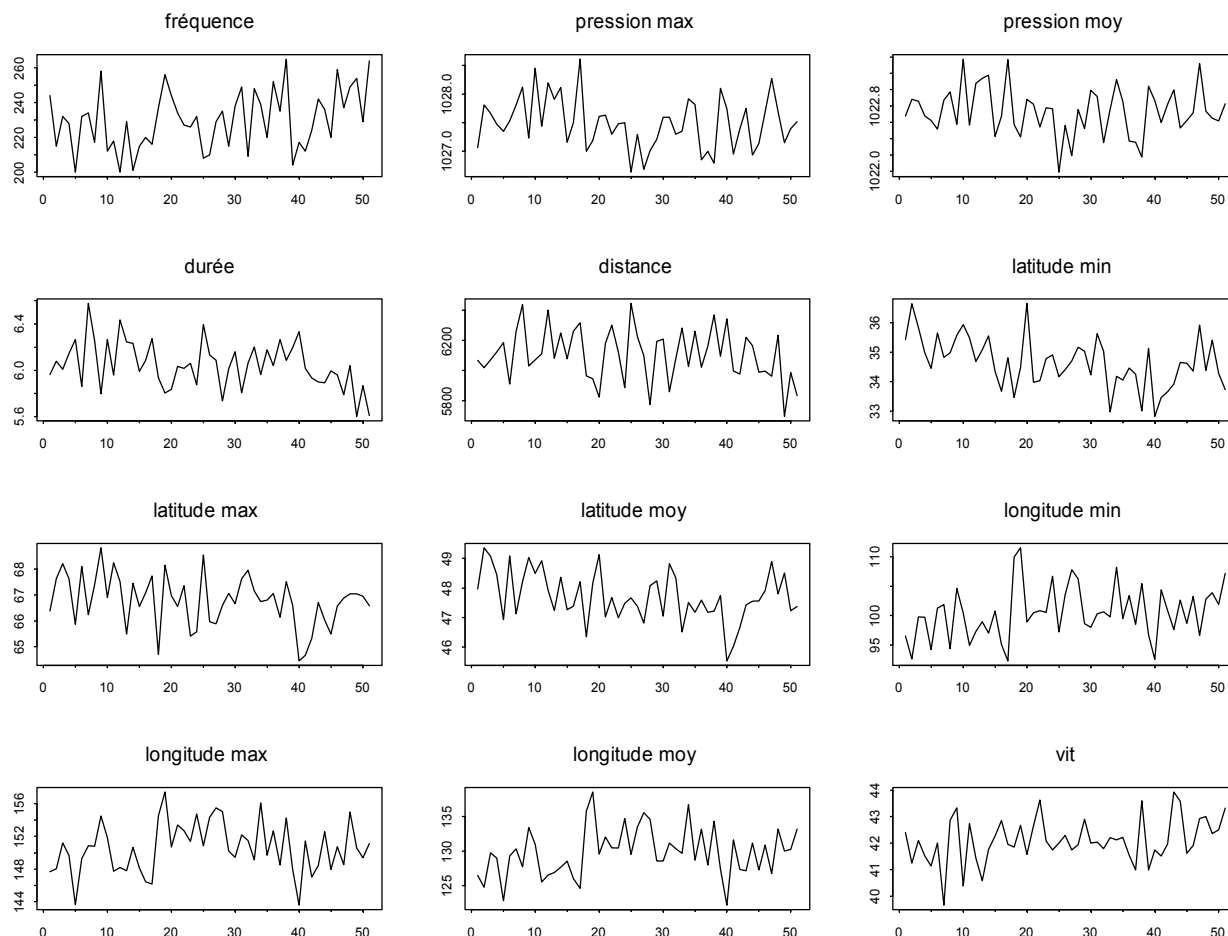 fréquence pression max pression moy
260 240 220 200
1028.0 1027.0
1022.8 1022.0
0 10 20 30 40 50 0 10 20 30 40 50 0 10 20 30 40 50
durée distance latitude min
6.4 6.0 5.6
6200 5800
36 35 34 33
0 10 20 30 40 50 0 10 20 30 40 50 0 10 20 30 40 50
latitude max latitude moy longitude min
68 67 66 65
49 48 47 46
110 100 95
0 10 20 30 40 50 0 10 20 30 40 50 0 10 20 30 40 50
longitude max longitude moy vit
156 152 148 144
135 130 125
44 43 42 41 40
0 10 20 30 40 50 0 10 20 30 40 50 0 10 20 30 40 50